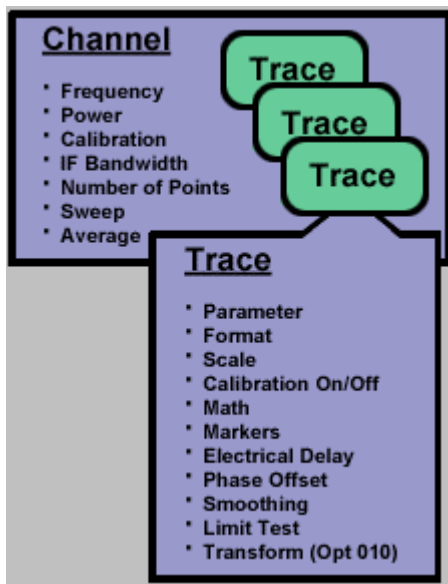 Channel
· Frequency
· Power
· Calibration
· IF Bandwidth
· Number of Points
· Sweep
· Average
Trace
Trace
Trace
Trace
· Parameter
· Format
· Scale
· Calibration On/Off
· Math
· Markers
· Electrical Delay
· Phase Offset
· Smoothing
· Limit Test
· Transform (Opt 010)